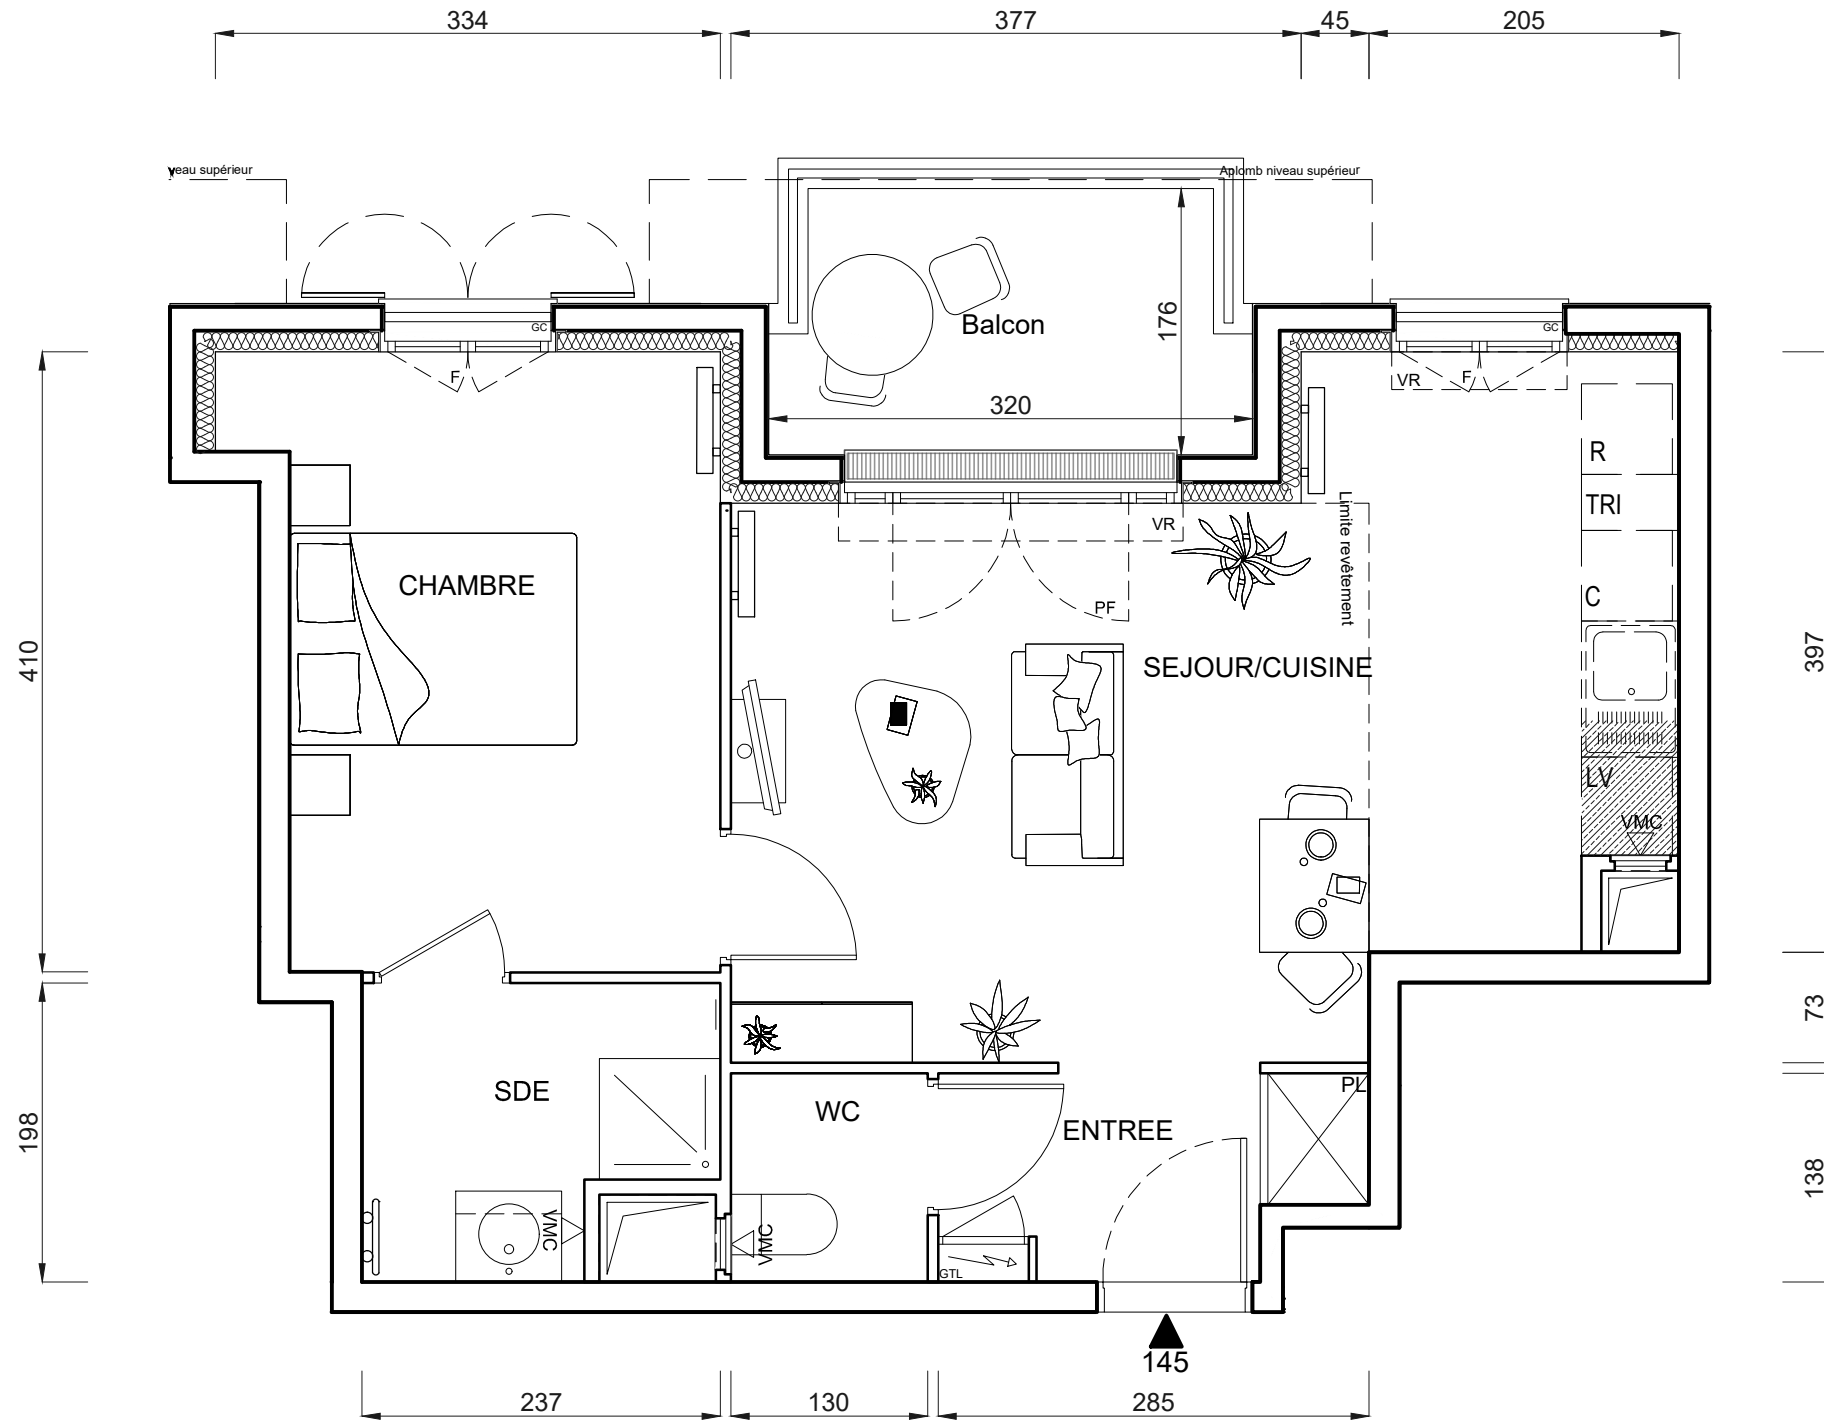 334
377
45
205
veau supérieur
Aplomb niveau supérieur
GC
GC
Balcon
176
F
VR
F
320
R
TRI
Limite revêtement
VR
CHAMBRE
C
PF
410
397
SEJOUR/CUISINE
LV
VMC
73
SDE
WC
PL
ENTREE
198
138
VMC
VMC
GTL
145
237
130
285